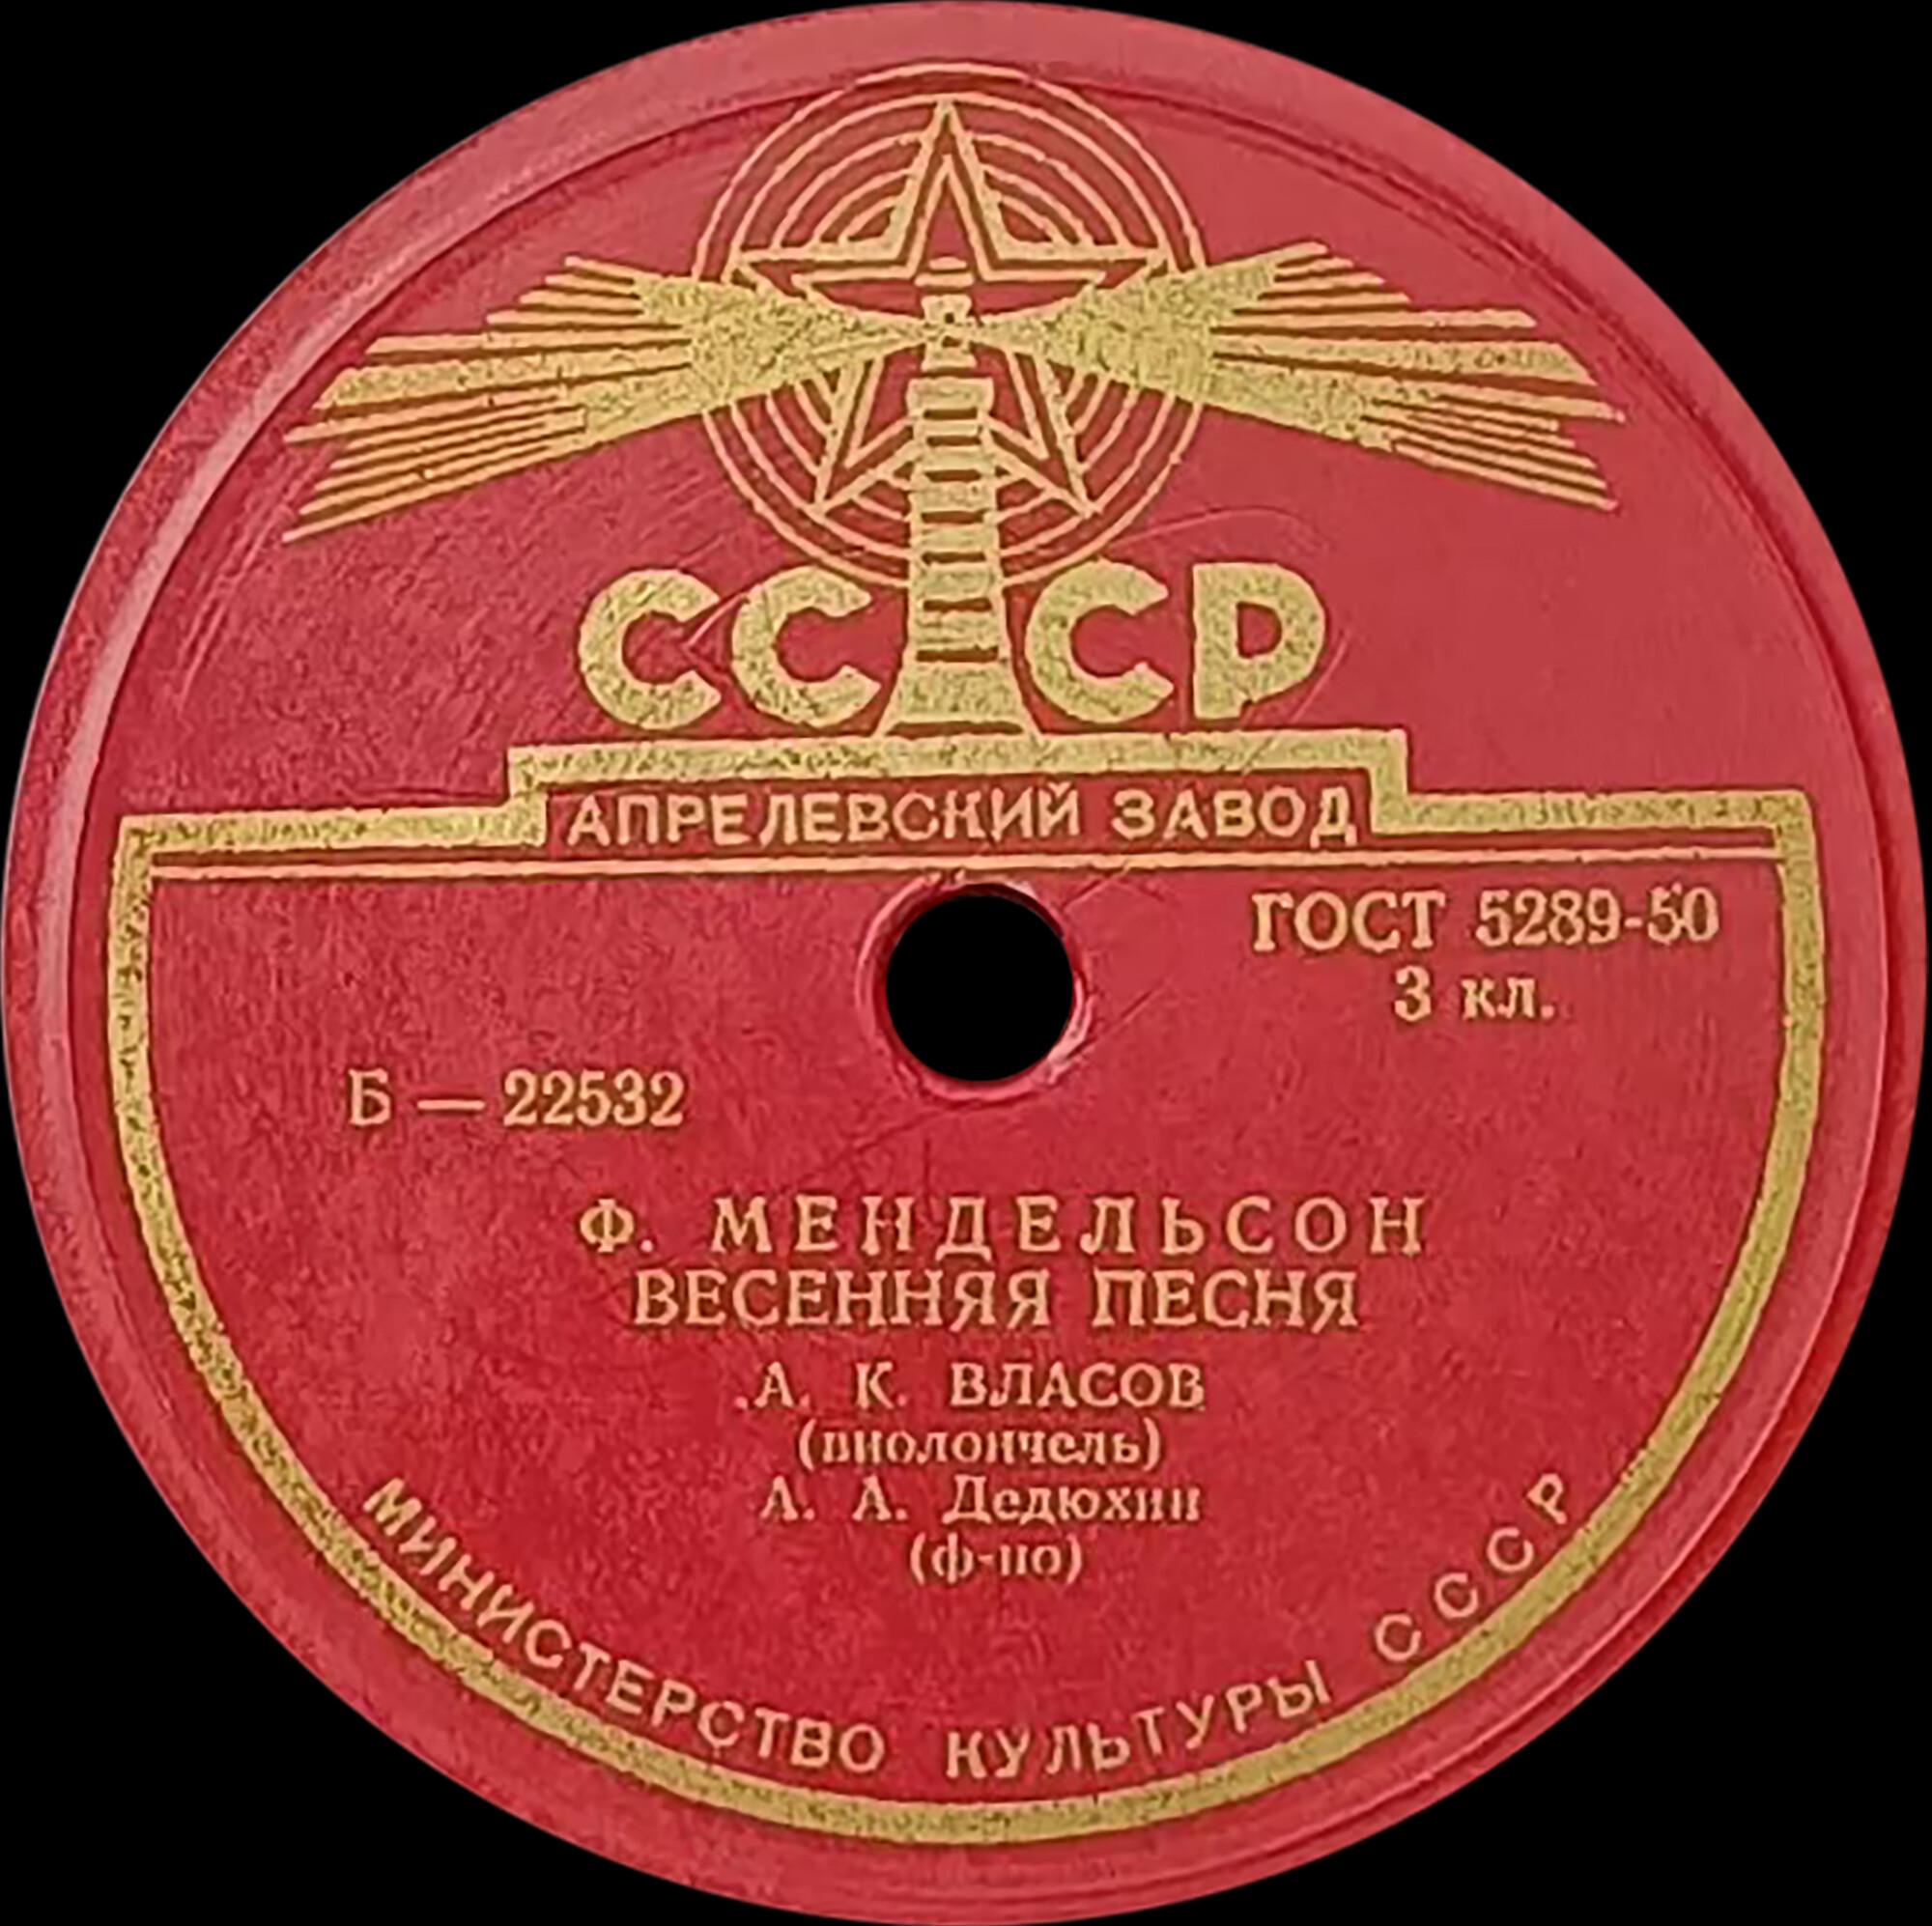 СССР
АПРЕЛЕВСКИЙ ЗАВОД
ГОСТ 5289-50
3 кл.
Б — 22532
Ф. МЕНДЕЛЬСОН
ВЕСЕННЯЯ ПЕСНЯ
А. К. ВЛАСОВ
(виолончель)
А. А. Дедюхин
(ф-но)
МИНИСТЕРСТВО КУЛЬТУРЫ СССР